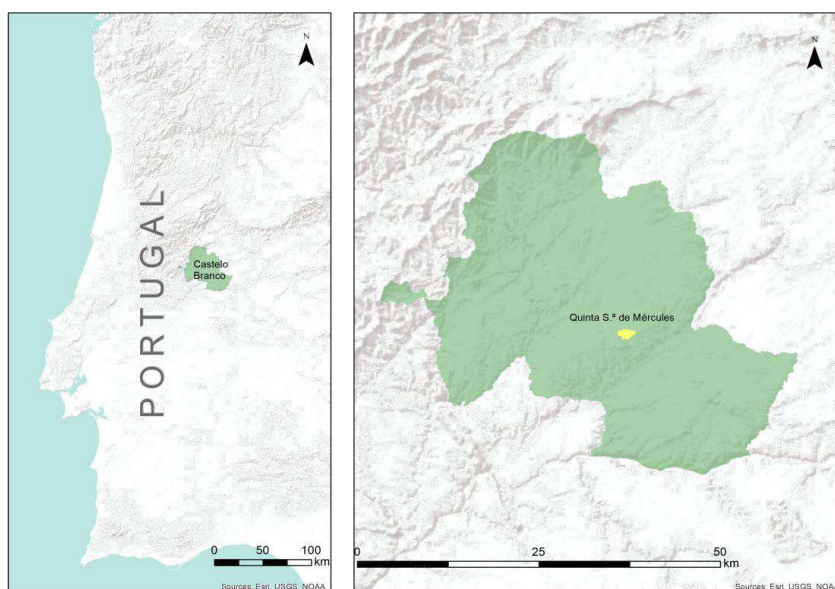 N
PORTUGAL
Castelo
Branco
0 50 100
km
Sources: Esri, USGS, NOAA
N
Quinta S.ª de Mércules
0 25 50
km
Sources: Esri, USGS, NOAA